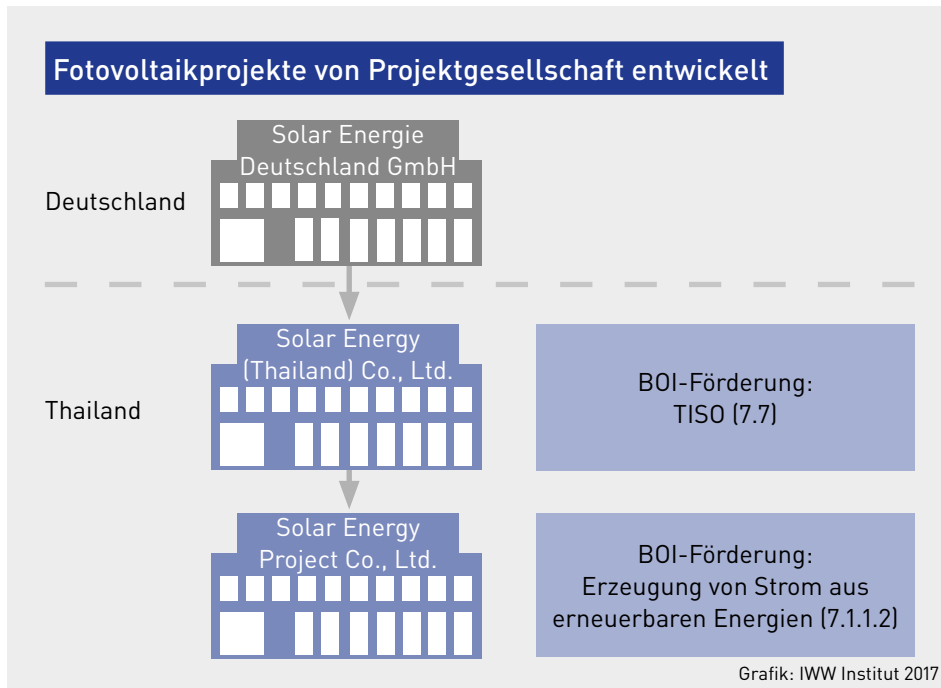 Fotovoltaikprojekte von Projektgesellschaft entwickelt
Solar Energie
Deutschland GmbH
Deutschland
Solar Energy
(Thailand) Co., Ltd.
BOI-Förderung:
TISO (7.7)
Thailand
Solar Energy
Project Co., Ltd.
BOI-Förderung:
Erzeugung von Strom aus
erneuerbaren Energien (7.1.1.2)
Grafik: IWW Institut 2017